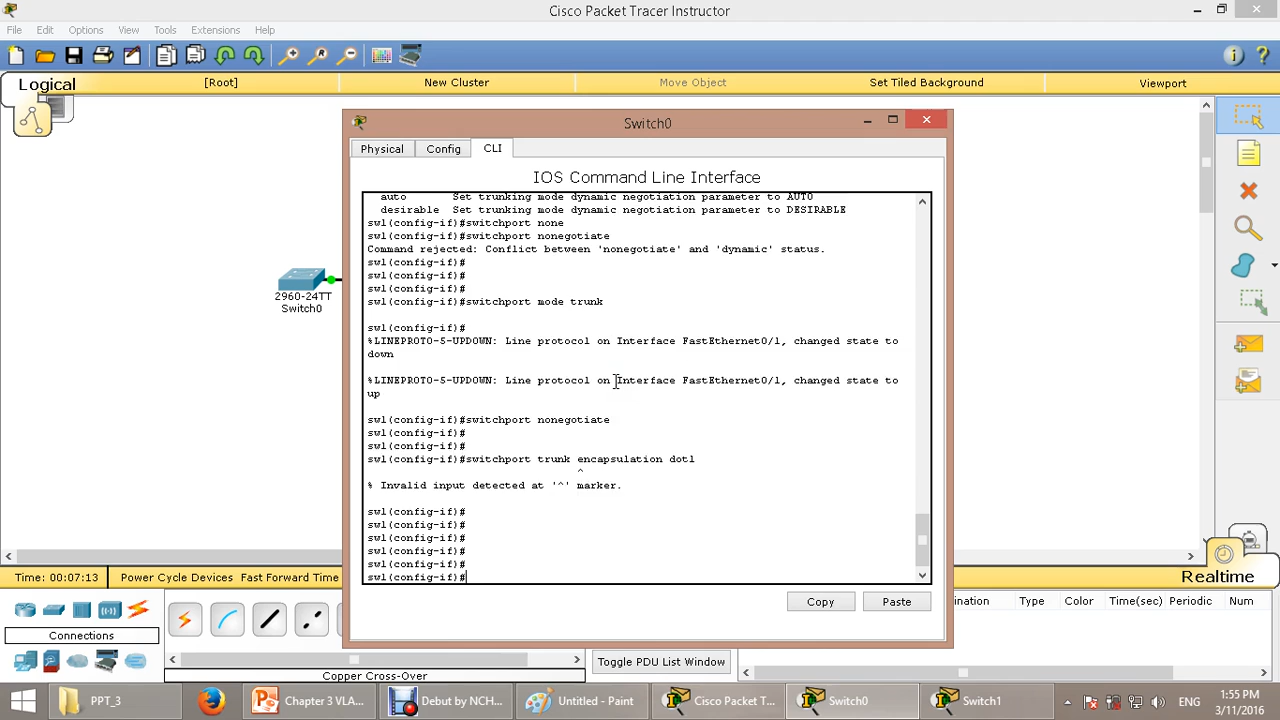 Cisco Packet Tracer Instructor
File Edit Options View Tools Extensions Help
Logical [Root] New Cluster Move Object Set Tiled Background Viewport
Switch0
Physical Config CLI
IOS Command Line Interface
auto Set trunking mode dynamic negotiation parameter to AUTO
desirable Set trunking mode dynamic negotiation parameter to DESIRABLE
sw1(config-if)#switchport none
sw1(config-if)#switchport nonegotiate
Command rejected: Conflict between 'nonegotiate' and 'dynamic' status.
sw1(config-if)#
sw1(config-if)#
sw1(config-if)#
sw1(config-if)#switchport mode trunk
sw1(config-if)#
%LINEPROTO-5-UPDOWN: Line protocol on Interface FastEthernet0/1, changed state to
down
%LINEPROTO-5-UPDOWN: Line protocol on Interface FastEthernet0/1, changed state to
up
sw1(config-if)#switchport nonegotiate
sw1(config-if)#
sw1(config-if)#
sw1(config-if)#switchport trunk encapsulation dot1
^
% Invalid input detected at '^' marker.
sw1(config-if)#
sw1(config-if)#
sw1(config-if)#
sw1(config-if)#
sw1(config-if)#
sw1(config-if)#
Copy Paste
2960-24TT
Switch0
Time: 00:07:13 Power Cycle Devices Fast Forward Time
Realtime
Connections
Copper Cross-Over
Toggle PDU List Window
ination Type Color Time(sec) Periodic Num
PPT_3
Chapter 3 VLA...
Debut by NCH...
Untitled - Paint
Cisco Packet T...
Switch0
Switch1
ENG
1:55 PM
3/11/2016